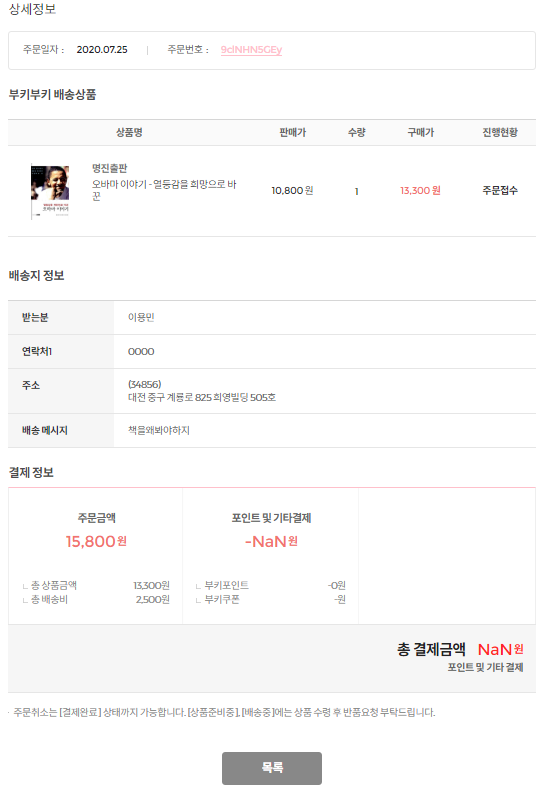 상세정보
주문일자 : 2020.07.25 | 주문번호 : 9clNHN5GEy
부키부키 배송상품
상품명 판매가 수량 구매가 진행현황
명진출판
오바마 이야기 - 열등감을 희망으로 바
꾼
10,800 원 1 13,300 원 주문접수
배송지 정보
받는분 이용민
연락처1 0000
주소 (34856)
대전 중구 계룡로 825 희영빌딩 505호
배송 메시지 책을왜봐야하지
결제 정보
주문금액 포인트 및 기타결제
15,800원 -NaN원
총 상품금액 13,300원 부키포인트 -0원
총 배송비 2,500원 부키쿠폰 -원
총 결제금액 NaN원
포인트 및 기타 결제
· 주문취소는 [결제완료] 상태까지 가능합니다. [상품준비중], [배송중]에는 상품 수령 후 반품요청 부탁드립니다.
목록